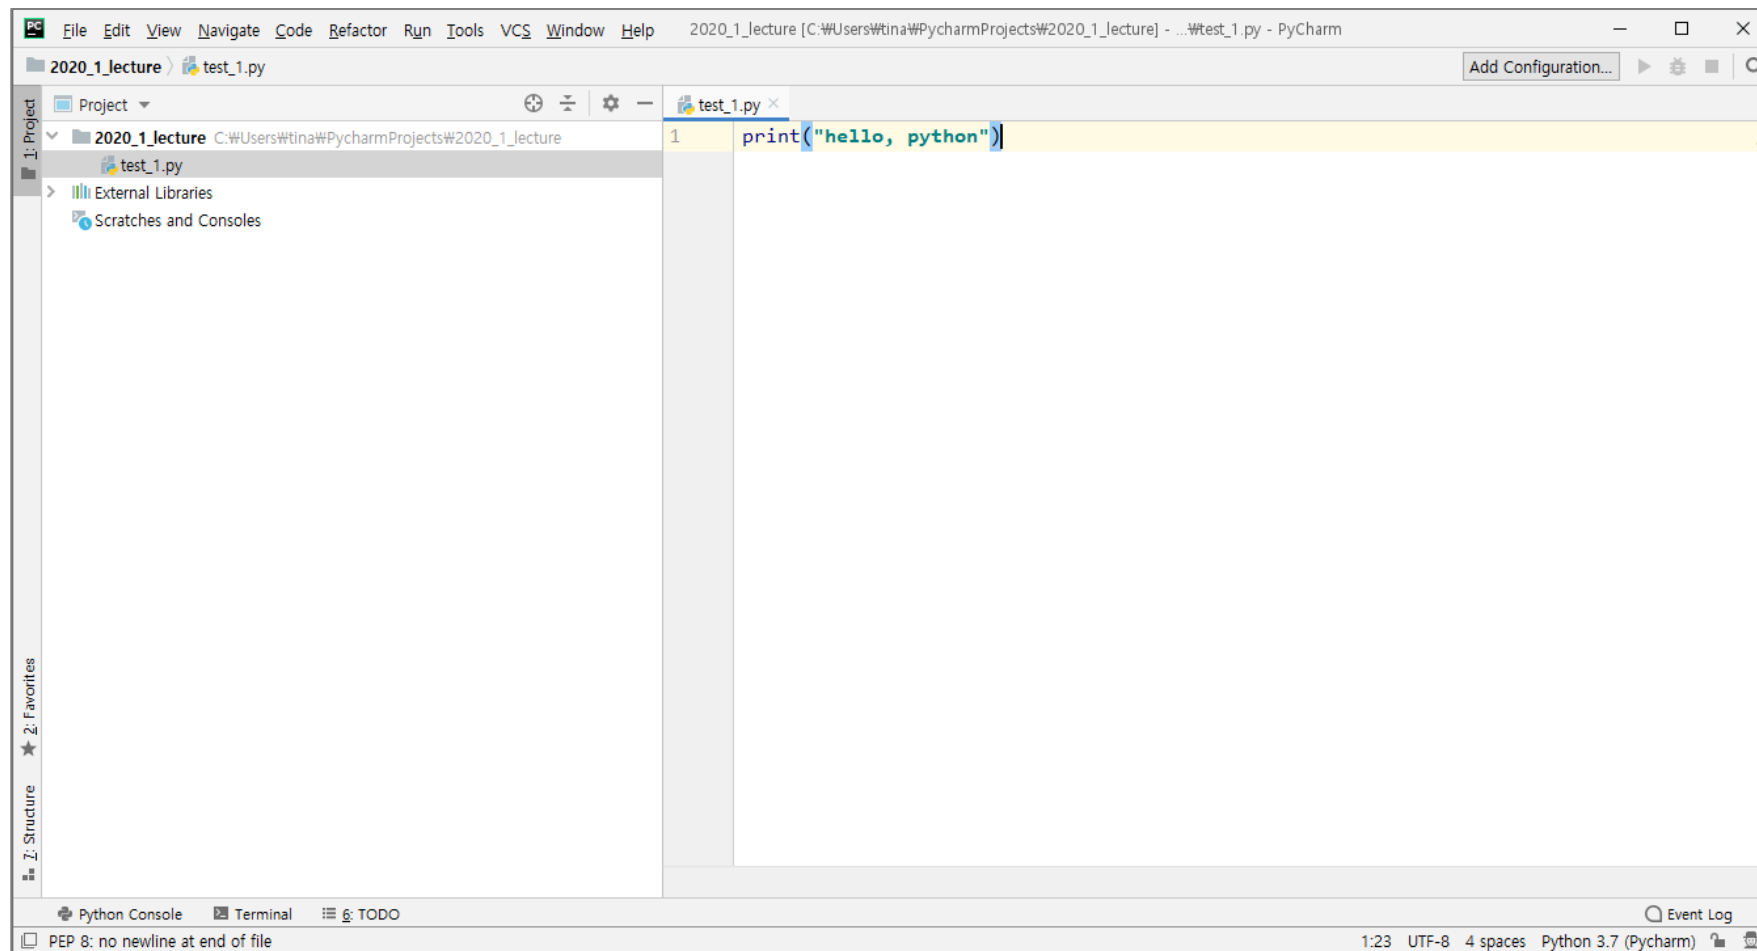 PC File Edit View Navigate Code Refactor Run Tools VCS Window Help 2020_1_lecture [C:₩Users₩tina₩PycharmProjects₩2020_1_lecture] - ...₩test_1.py - PyCharm
2020_1_lecture test_1.py Add Configuration...
1: Project
Project
test_1.py
2020_1_lecture C:₩Users₩tina₩PycharmProjects₩2020_1_lecture
test_1.py
External Libraries
Scratches and Consoles
1 print("hello, python")
2: Favorites
7: Structure
Python Console Terminal 6: TODO Event Log
PEP 8: no newline at end of file 1:23 UTF-8 4 spaces Python 3.7 (Pycharm)